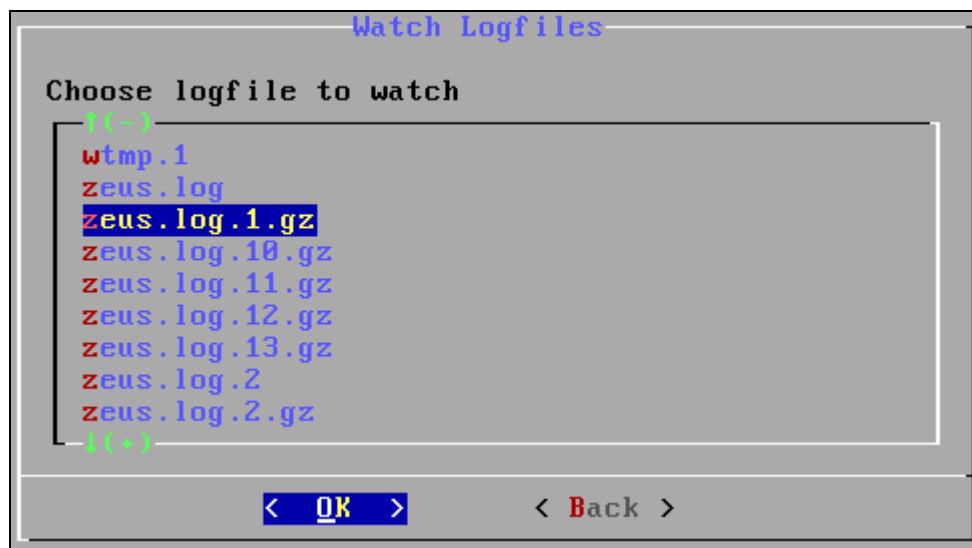 Watch Logfiles
Choose logfile to watch
↑(-)
wtmp.1
zeus.log
zeus.log.1.gz
zeus.log.10.gz
zeus.log.11.gz
zeus.log.12.gz
zeus.log.13.gz
zeus.log.2
zeus.log.2.gz
↓(+)
< OK > < Back >